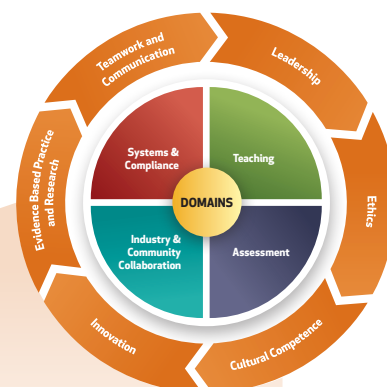 Teamwork and
Communication
Leadership
Ethics
Cultural Competence
Innovation
Evidence Based Practice
and Research
Systems &
Compliance
Teaching
DOMAINS
Industry &
Community
Collaboration
Assessment